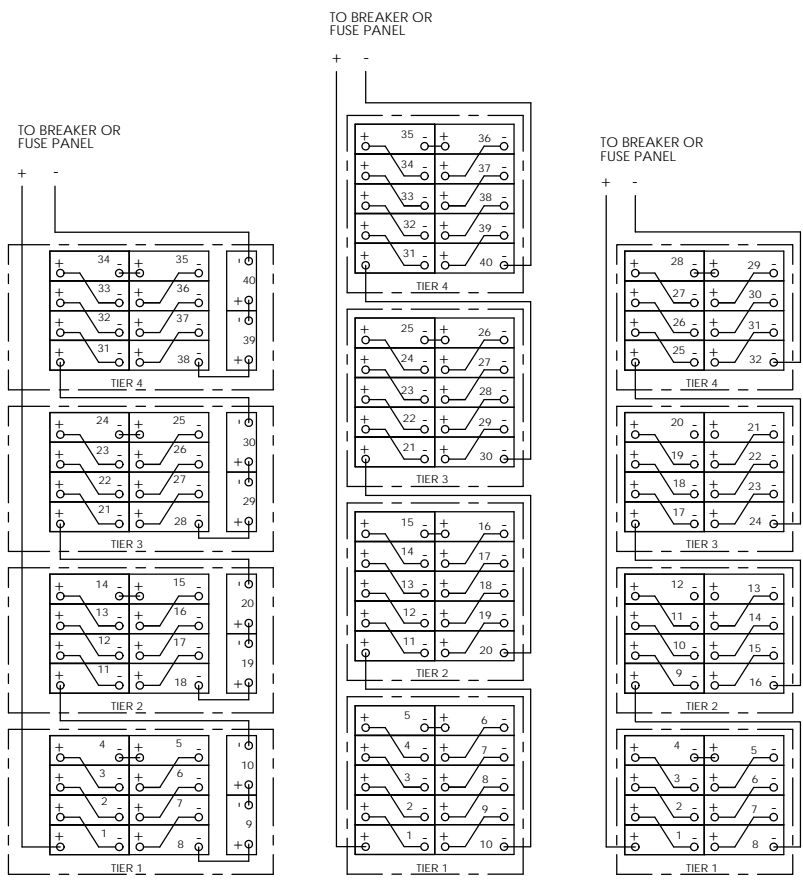 TO BREAKER OR
FUSE PANEL
+ -
+ 34 - + 35 - -
40
+ 33 - + 36 - +
+ 32 - + 37 - -
39
+ 31 - + 38 - +
TIER 4
+ 24 - + 25 - -
30
+ 23 - + 26 - +
+ 22 - + 27 - -
29
+ 21 - + 28 - +
TIER 3
+ 14 - + 15 - -
20
+ 13 - + 16 - +
+ 12 - + 17 - -
19
+ 11 - + 18 - +
TIER 2
+ 4 - + 5 - -
10
+ 3 - + 6 - +
+ 2 - + 7 - -
9
+ 1 - + 8 - +
TIER 1
TO BREAKER OR
FUSE PANEL
+ -
+ 35 - + 36 -
+ 34 - + 37 -
+ 33 - + 38 -
+ 32 - + 39 -
+ 31 - + 40 -
TIER 4
+ 25 - + 26 -
+ 24 - + 27 -
+ 23 - + 28 -
+ 22 - + 29 -
+ 21 - + 30 -
TIER 3
+ 15 - + 16 -
+ 14 - + 17 -
+ 13 - + 18 -
+ 12 - + 19 -
+ 11 - + 20 -
TIER 2
+ 5 - + 6 -
+ 4 - + 7 -
+ 3 - + 8 -
+ 2 - + 9 -
+ 1 - + 10 -
TIER 1
TO BREAKER OR
FUSE PANEL
+ -
+ 28 - + 29 -
+ 27 - + 30 -
+ 26 - + 31 -
+ 25 - + 32 -
TIER 4
+ 20 - + 21 -
+ 19 - + 22 -
+ 18 - + 23 -
+ 17 - + 24 -
TIER 3
+ 12 - + 13 -
+ 11 - + 14 -
+ 10 - + 15 -
+ 9 - + 16 -
TIER 2
+ 4 - + 5 -
+ 3 - + 6 -
+ 2 - + 7 -
+ 1 - + 8 -
TIER 1